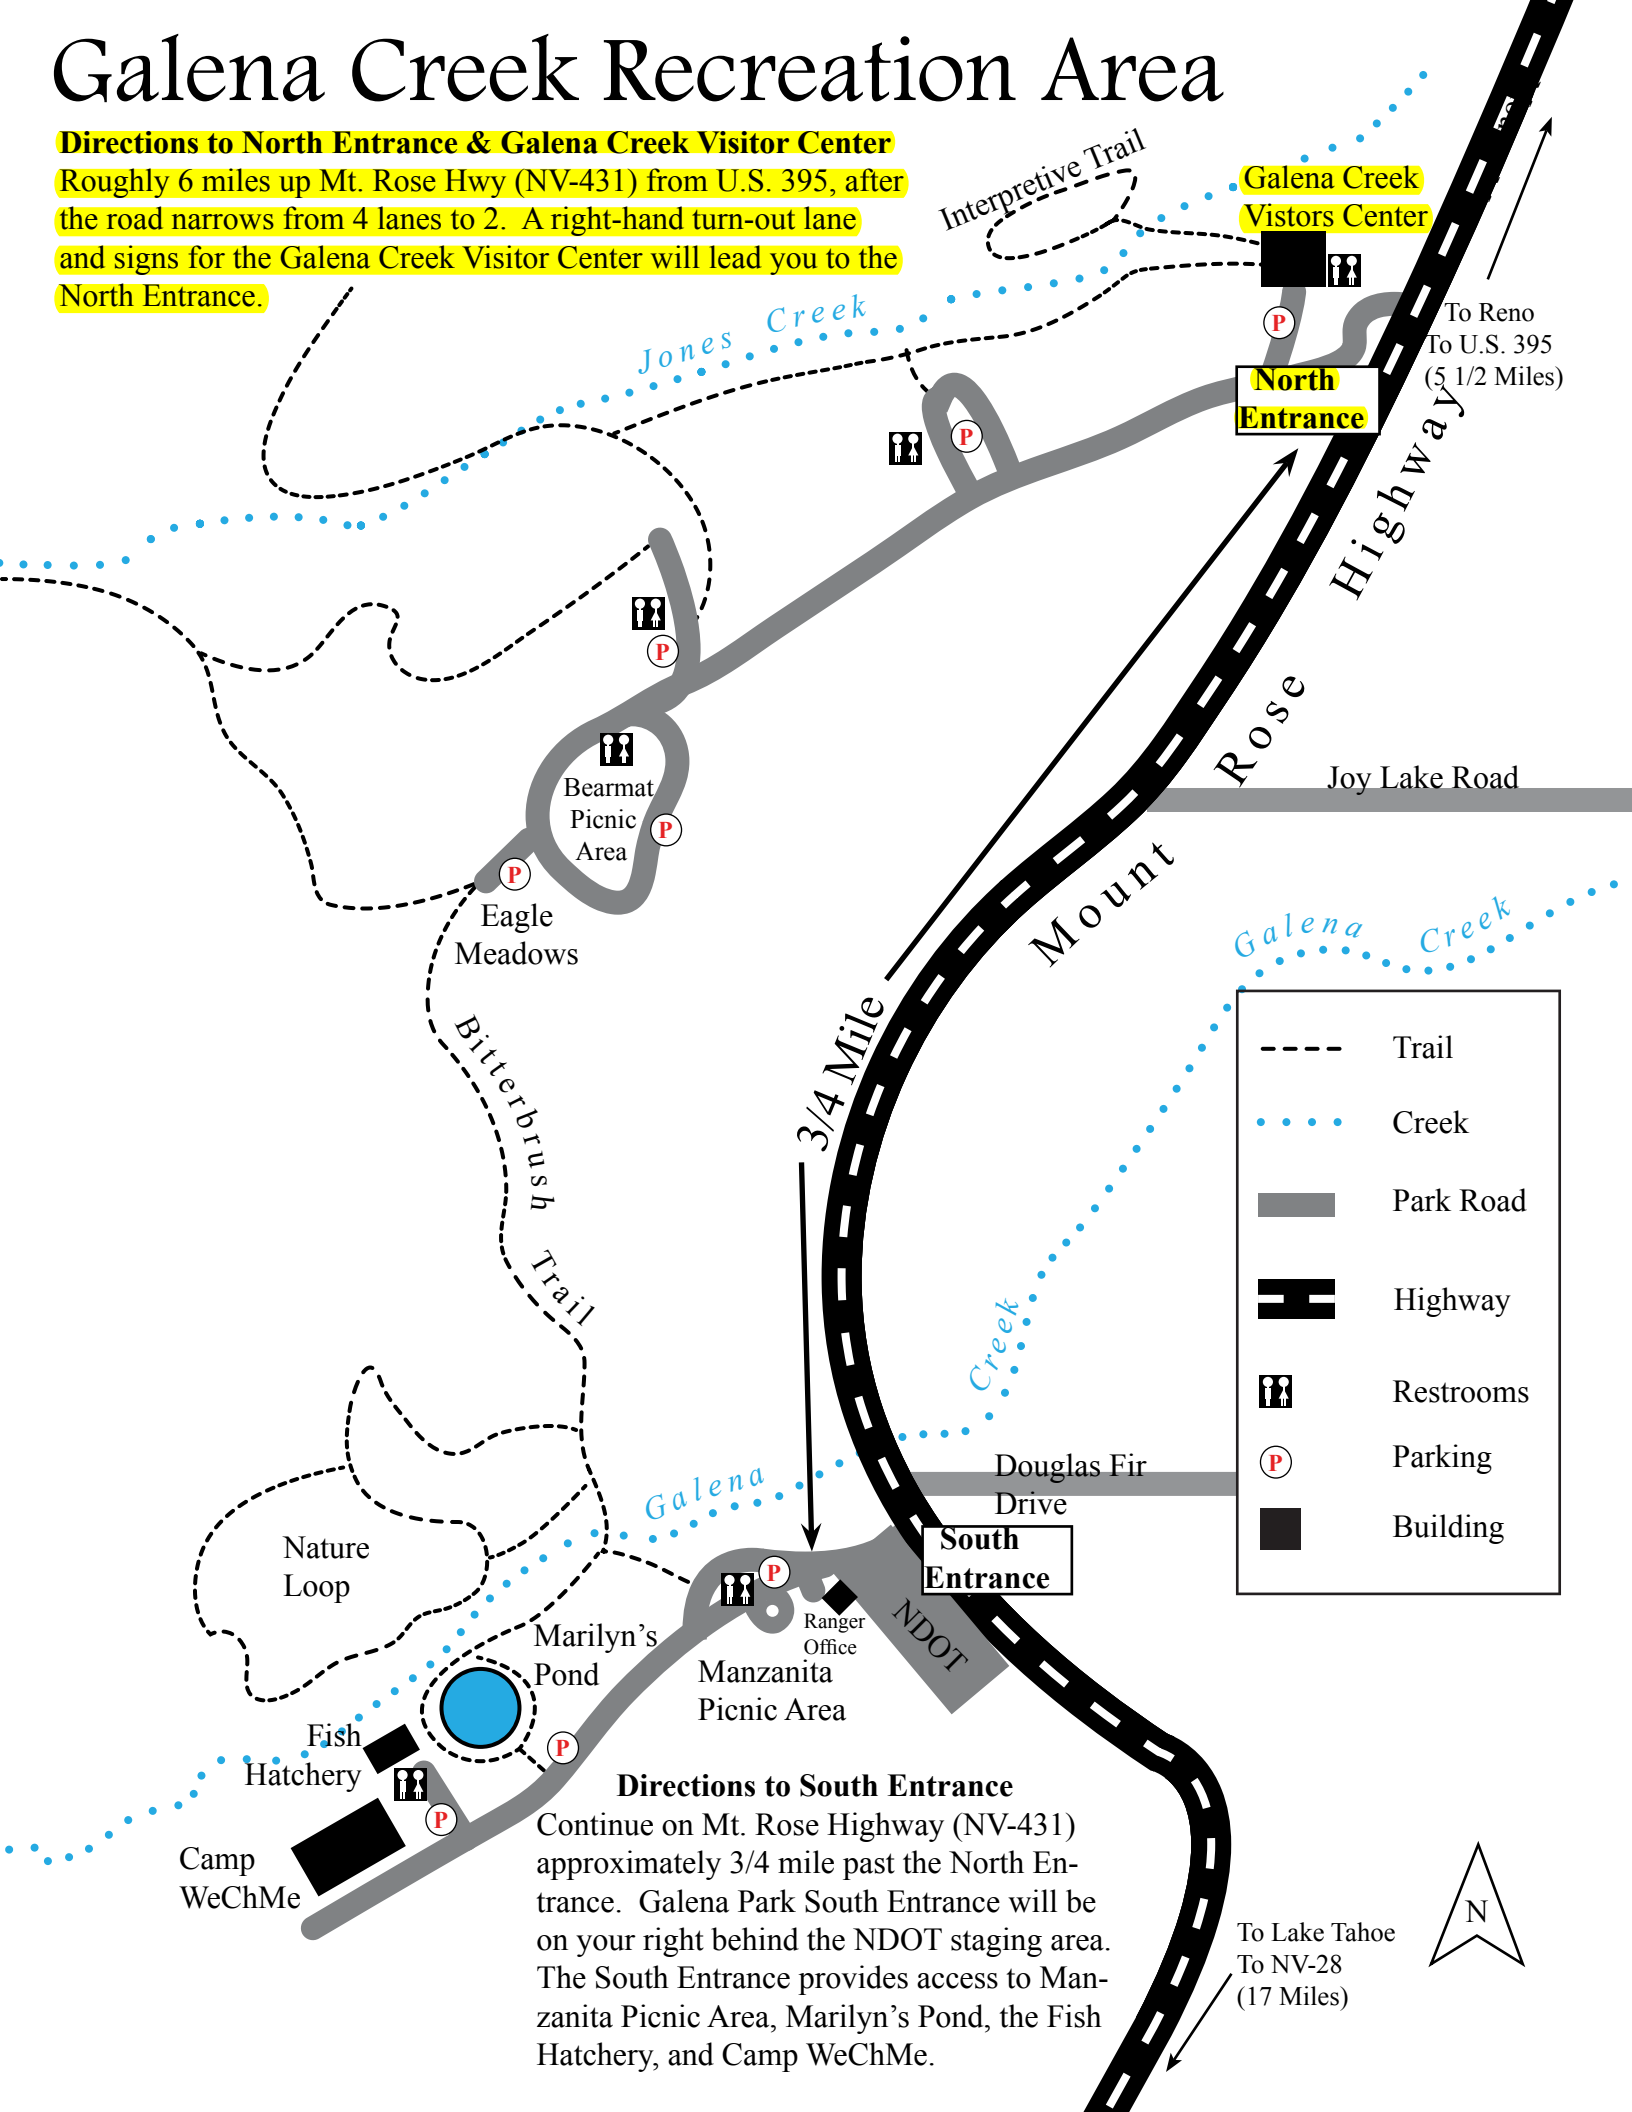 Galena Creek Recreation Area
Directions to North Entrance & Galena Creek Visitor Center
Roughly 6 miles up Mt. Rose Hwy (NV-431) from U.S. 395, after
the road narrows from 4 lanes to 2.  A right-hand turn-out lane
and signs for the Galena Creek Visitor Center will lead you to the
North Entrance.
Interpretive Trail
Galena Creek
Vistors Center
Jones Creek
P
To Reno
To U.S. 395
(5 1/2 Miles)
North
Entrance
P
P
Mount Rose Highway
Joy Lake Road
Bearmat
Picnic
Area
P
P
Eagle
Meadows
Galena Creek
3/4 Mile
Bitterbrush Trail
Trail
Creek
Park Road
Highway
Restrooms
P
Parking
Building
Galena Creek
Douglas Fir
Drive
South
Entrance
Nature
Loop
P
Ranger
Office
NDOT
Marilyn's
Pond
Manzanita
Picnic Area
Fish
Hatchery
P
P
Camp
WeChMe
Directions to South Entrance
Continue on Mt. Rose Highway (NV-431)
approximately 3/4 mile past the North En-
trance.  Galena Park South Entrance will be
on your right behind the NDOT staging area.
The South Entrance provides access to Man-
zanita Picnic Area, Marilyn's Pond, the Fish
Hatchery, and Camp WeChMe.
To Lake Tahoe
To NV-28
(17 Miles)
N